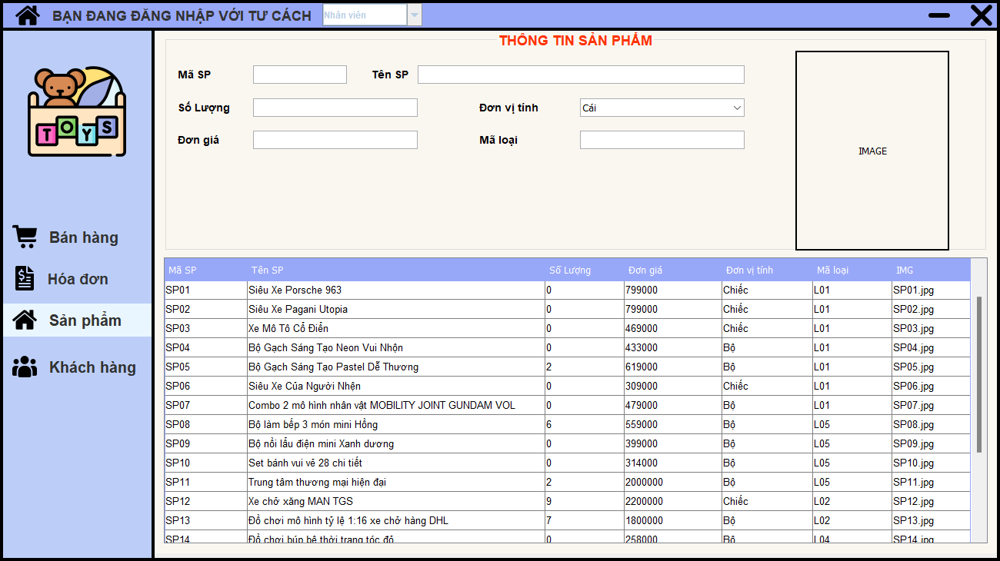 BẠN ĐANG ĐĂNG NHẬP VỚI TƯ CÁCH Nhân viên
TOYS
Bán hàng
Hóa đơn
Sản phẩm
Khách hàng
THÔNG TIN SẢN PHẨM
Mã SP Tên SP
Số Lượng Đơn vị tính Cái
Đơn giá Mã loại
IMAGE
Mã SP Tên SP Số Lượng Đơn giá Đơn vị tính Mã loại IMG
SP01 Siêu Xe Porsche 963 0 799000 Chiếc L01 SP01.jpg
SP02 Siêu Xe Pagani Utopia 0 799000 Chiếc L01 SP02.jpg
SP03 Xe Mô Tô Cổ Điển 0 469000 Chiếc L01 SP03.jpg
SP04 Bộ Gạch Sáng Tạo Neon Vui Nhộn 0 433000 Bộ L01 SP04.jpg
SP05 Bộ Gạch Sáng Tạo Pastel Dễ Thương 2 619000 Bộ L01 SP05.jpg
SP06 Siêu Xe Của Người Nhện 0 309000 Chiếc L01 SP06.jpg
SP07 Combo 2 mô hình nhân vật MOBILITY JOINT GUNDAM VOL 0 479000 Bộ L01 SP07.jpg
SP08 Bộ làm bếp 3 món mini Hồng 6 559000 Bộ L05 SP08.jpg
SP09 Bộ nồi lẩu điện mini Xanh dương 0 399000 Bộ L05 SP09.jpg
SP10 Set bánh vui vẻ 28 chi tiết 0 314000 Bộ L05 SP10.jpg
SP11 Trung tâm thương mại hiện đại 2 2000000 Bộ L05 SP11.jpg
SP12 Xe chở xăng MAN TGS 9 2200000 Chiếc L02 SP12.jpg
SP13 Đồ chơi mô hình tỷ lệ 1:16 xe chở hàng DHL 7 1800000 Bộ L02 SP13.jpg
SP14 Đồ chơi búp bê thời trang tóc đỏ 0 258000 Bộ L04 SP14.jpg